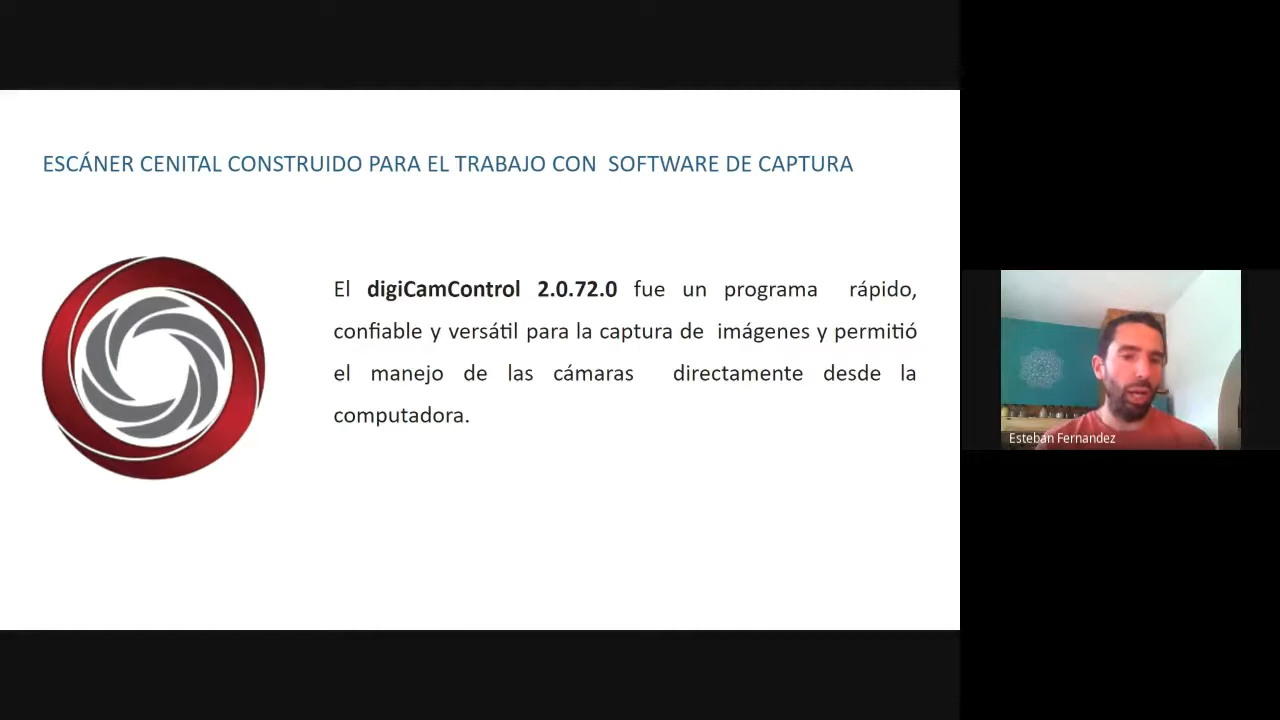 ESCÁNER CENITAL CONSTRUIDO PARA EL TRABAJO CON SOFTWARE DE CAPTURA
El digiCamControl 2.0.72.0 fue un programa rápido,
confiable y versátil para la captura de imágenes y permitió
el manejo de las cámaras directamente desde la
computadora.
Esteban Fernandez